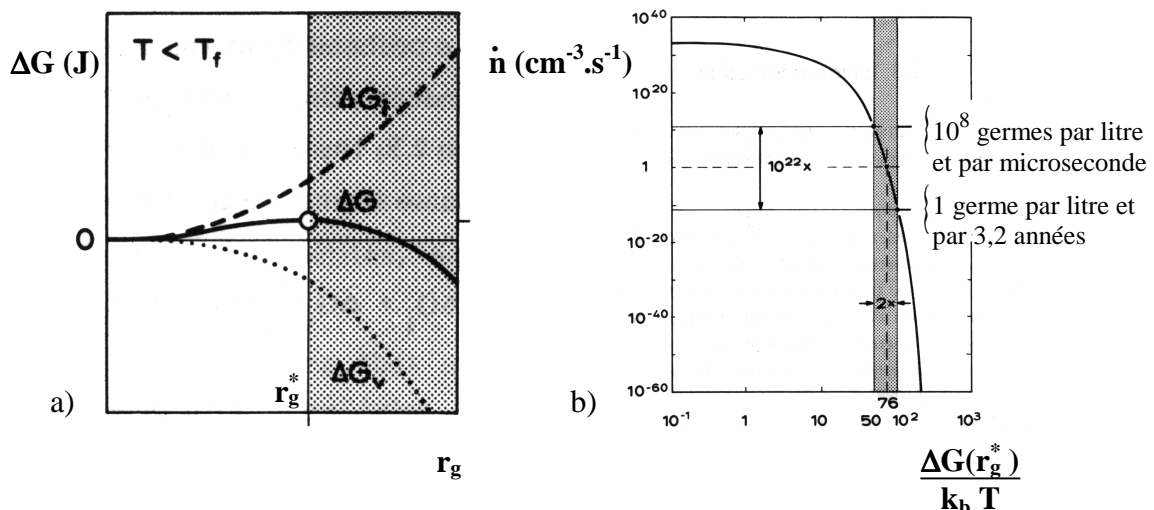 T < T_f
ΔG (J)
ΔG_i
ΔG
O
ΔG_v
r_g^*
a)
r_g
ṅ (cm^-3.s^-1)
10^40
10^20
1
10^-20
10^-40
10^-60
10^22x
2x
{10^8 germes par litre
et par microseconde
{1 germe par litre et
par 3,2 années
b)
76
10^-1 1 10 50 10^2 10^3
ΔG(r_g^*)
k_b T